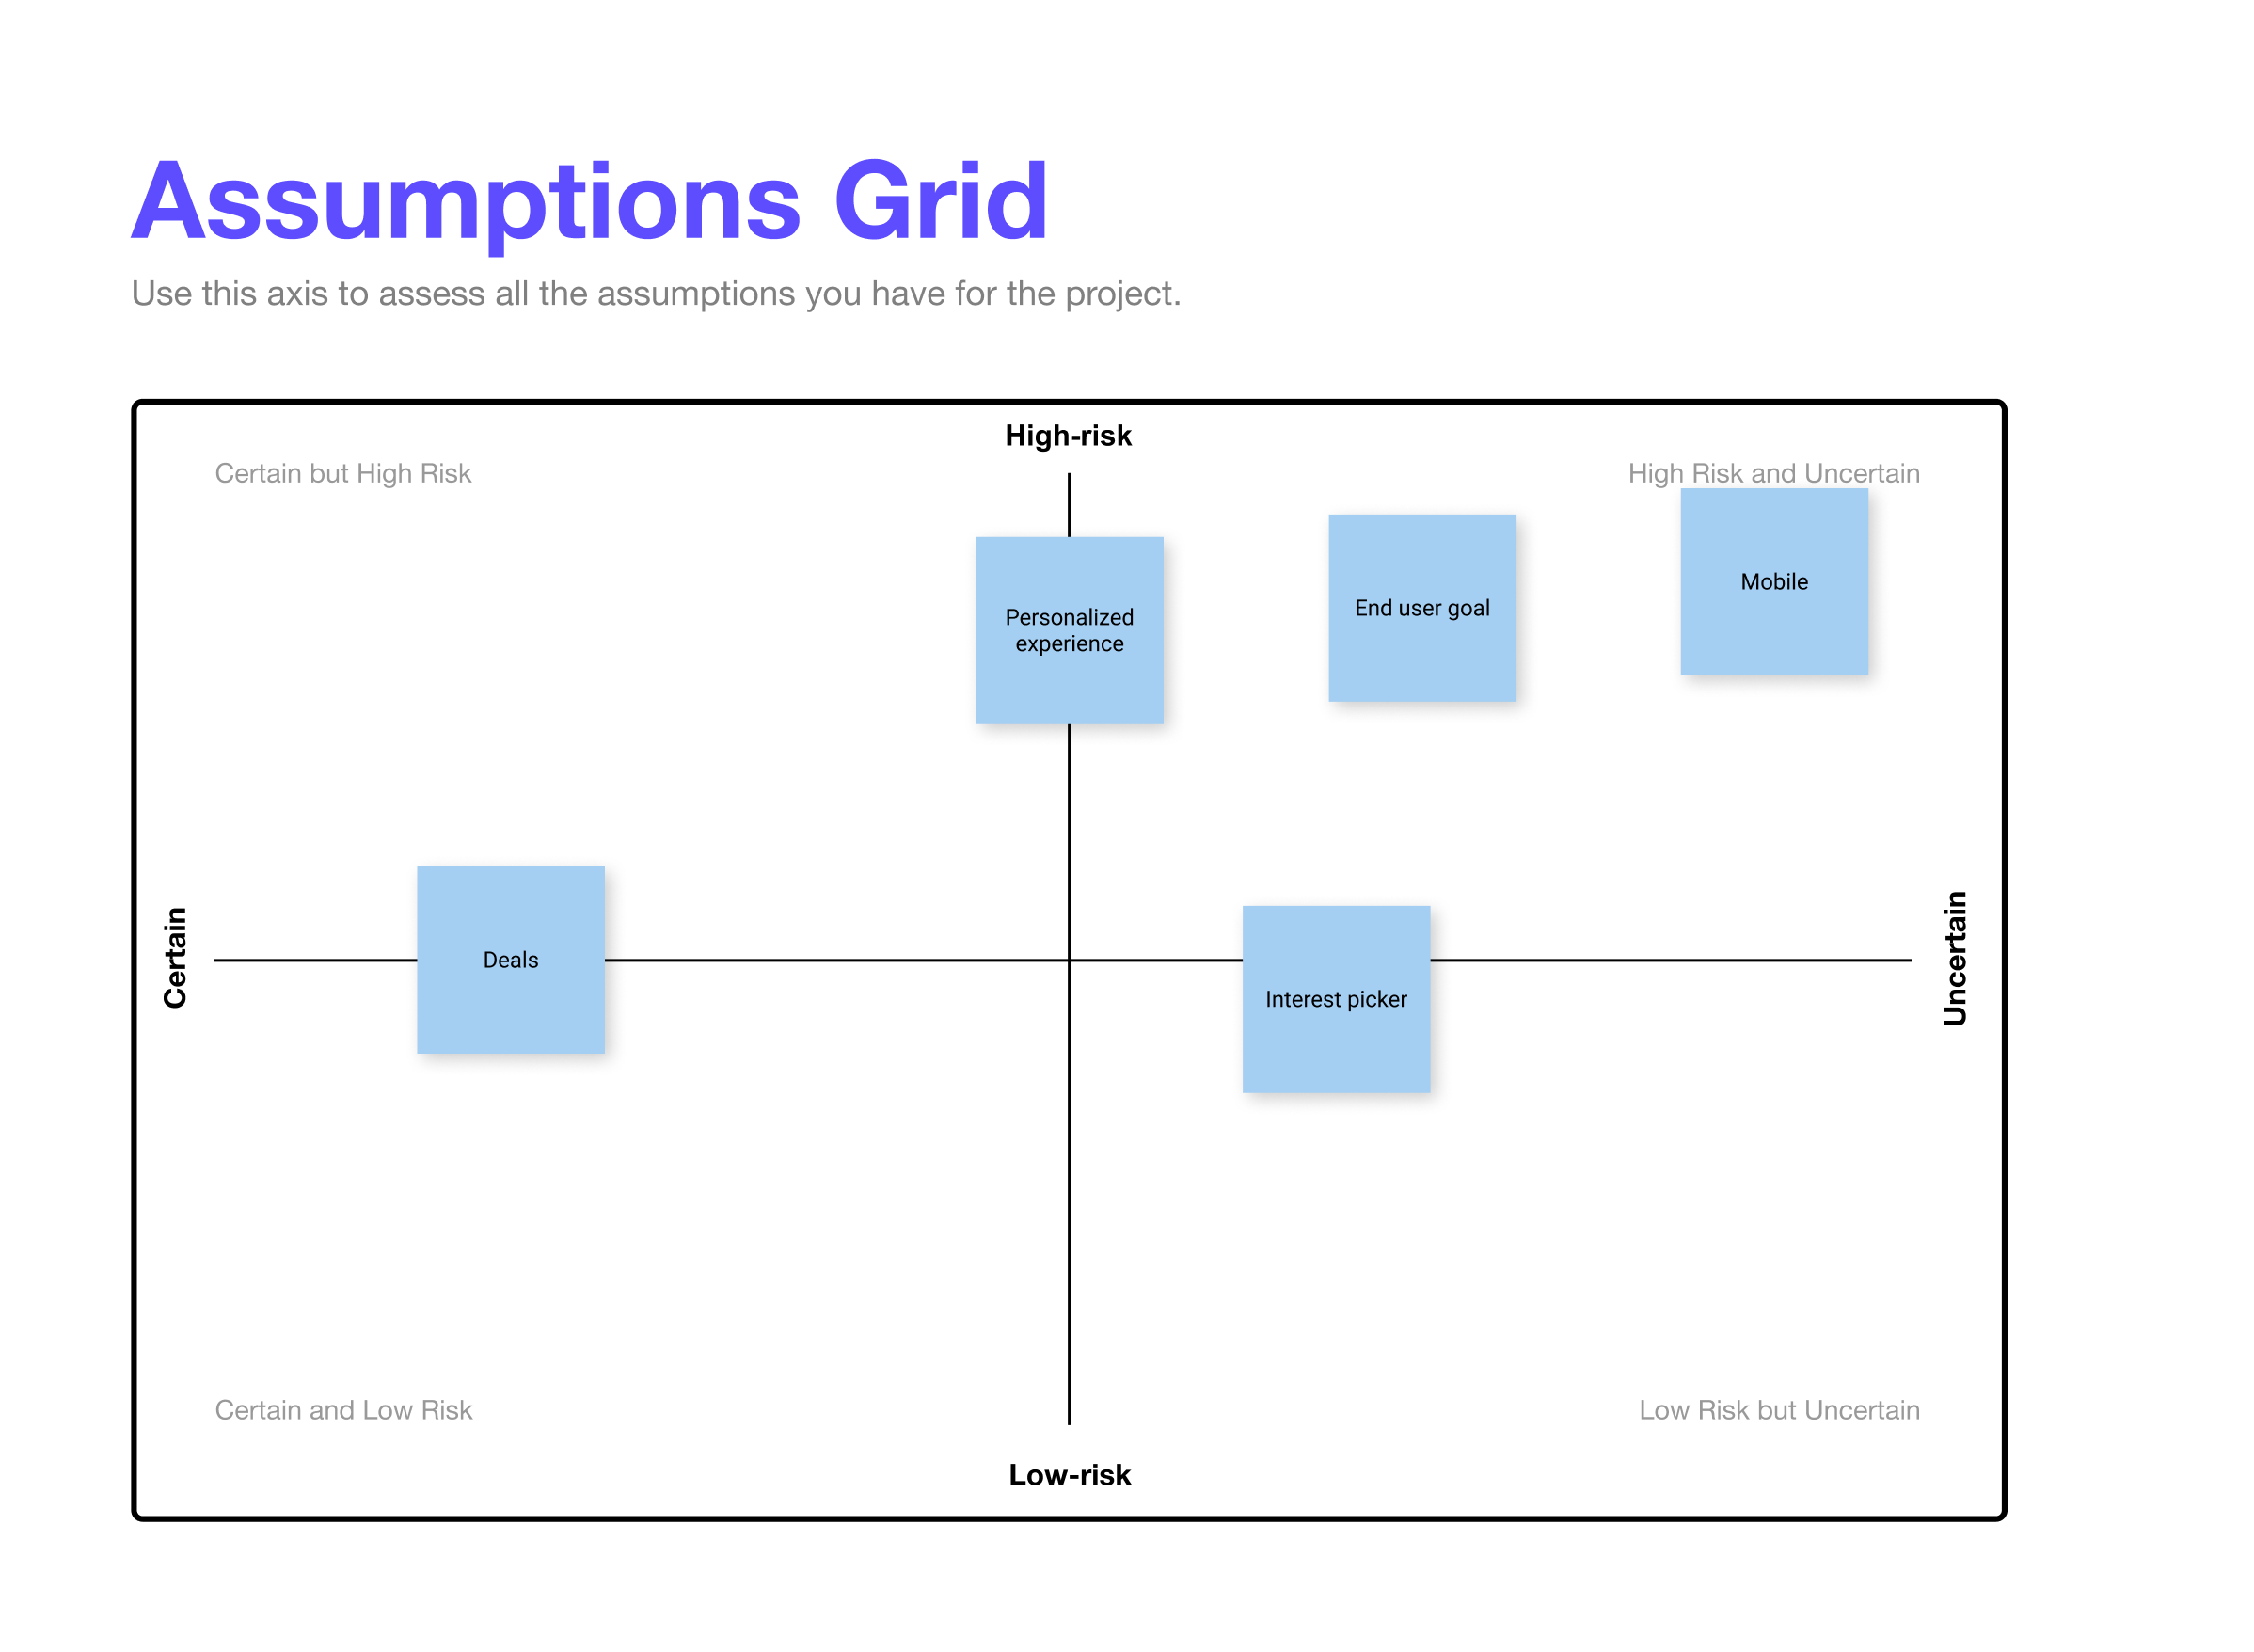 Assumptions Grid
Use this axis to assess all the assumptions you have for the project.
High-risk
Certain but High Risk
High Risk and Uncertain
Personalized
experience
End user goal
Mobile
Certain
Deals
Interest picker
Uncertain
Certain and Low Risk
Low Risk but Uncertain
Low-risk